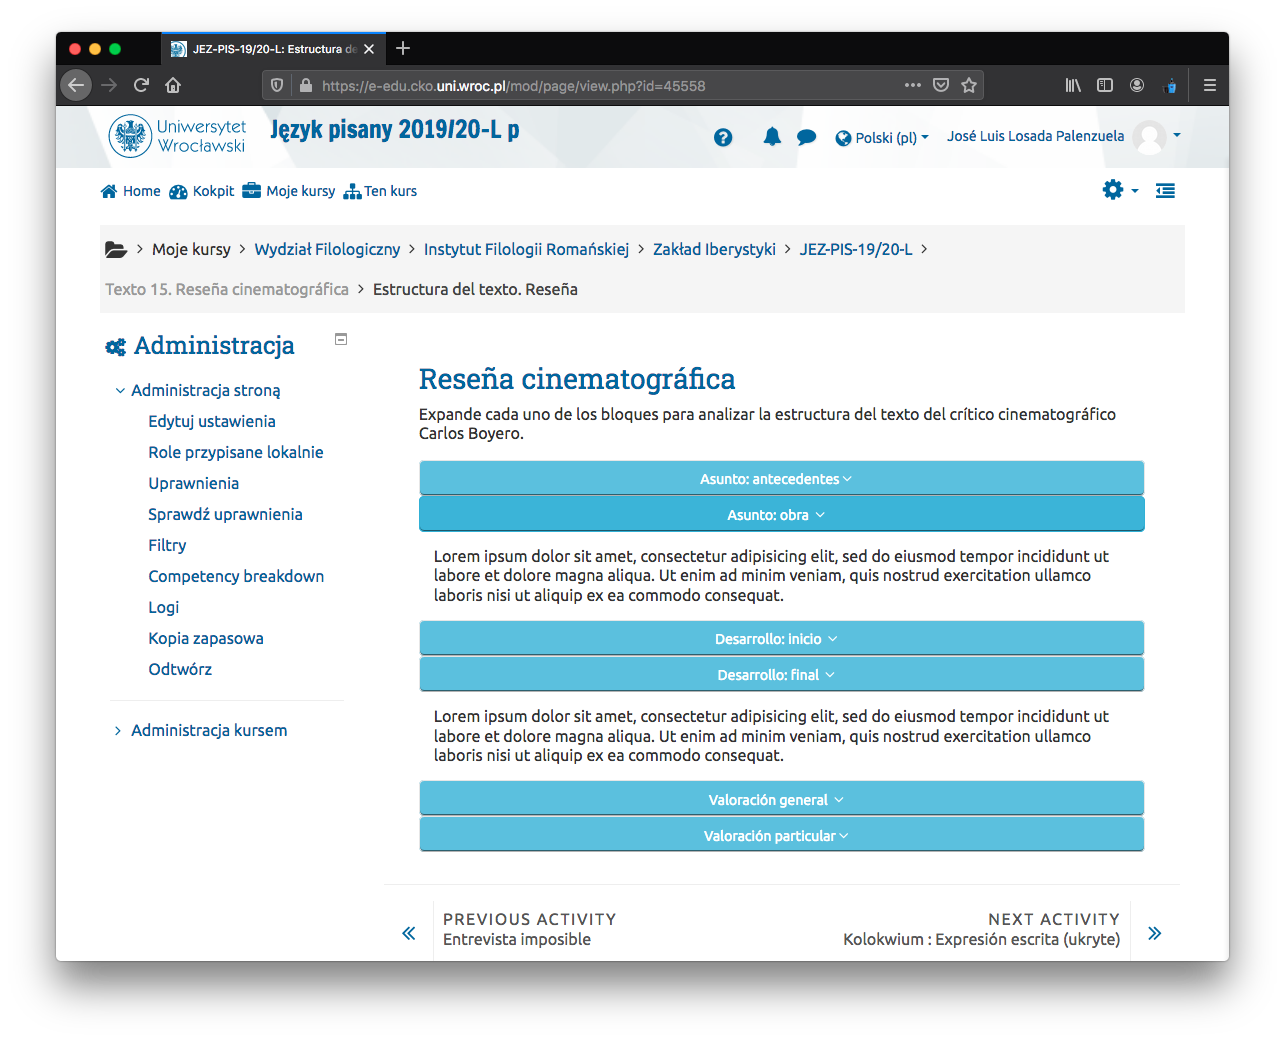 JEZ-PIS-19/20-L: Estructura de
https://e-edu.cko.uni.wroc.pl/mod/page/view.php?id=45558
Uniwersytet
Wrocławski
Język pisany 2019/20-L p
Polski (pl)
José Luis Losada Palenzuela
Home Kokpit Moje kursy Ten kurs
Moje kursy > Wydział Filologiczny > Instytut Filologii Romańskiej > Zakład Iberystyki > JEZ-PIS-19/20-L >
Texto 15. Reseña cinematográfica > Estructura del texto. Reseña
Administracja
Administracja stroną
Edytuj ustawienia
Role przypisane lokalnie
Uprawnienia
Sprawdź uprawnienia
Filtry
Competency breakdown
Logi
Kopia zapasowa
Odtwórz
Administracja kursem
Reseña cinematográfica
Expande cada uno de los bloques para analizar la estructura del texto del crítico cinematográfico
Carlos Boyero.
Asunto: antecedentes
Asunto: obra
Lorem ipsum dolor sit amet, consectetur adipisicing elit, sed do eiusmod tempor incididunt ut
labore et dolore magna aliqua. Ut enim ad minim veniam, quis nostrud exercitation ullamco
laboris nisi ut aliquip ex ea commodo consequat.
Desarrollo: inicio
Desarrollo: final
Lorem ipsum dolor sit amet, consectetur adipisicing elit, sed do eiusmod tempor incididunt ut
labore et dolore magna aliqua. Ut enim ad minim veniam, quis nostrud exercitation ullamco
laboris nisi ut aliquip ex ea commodo consequat.
Valoración general
Valoración particular
PREVIOUS ACTIVITY
Entrevista imposible
NEXT ACTIVITY
Kolokwium : Expresión escrita (ukryte)